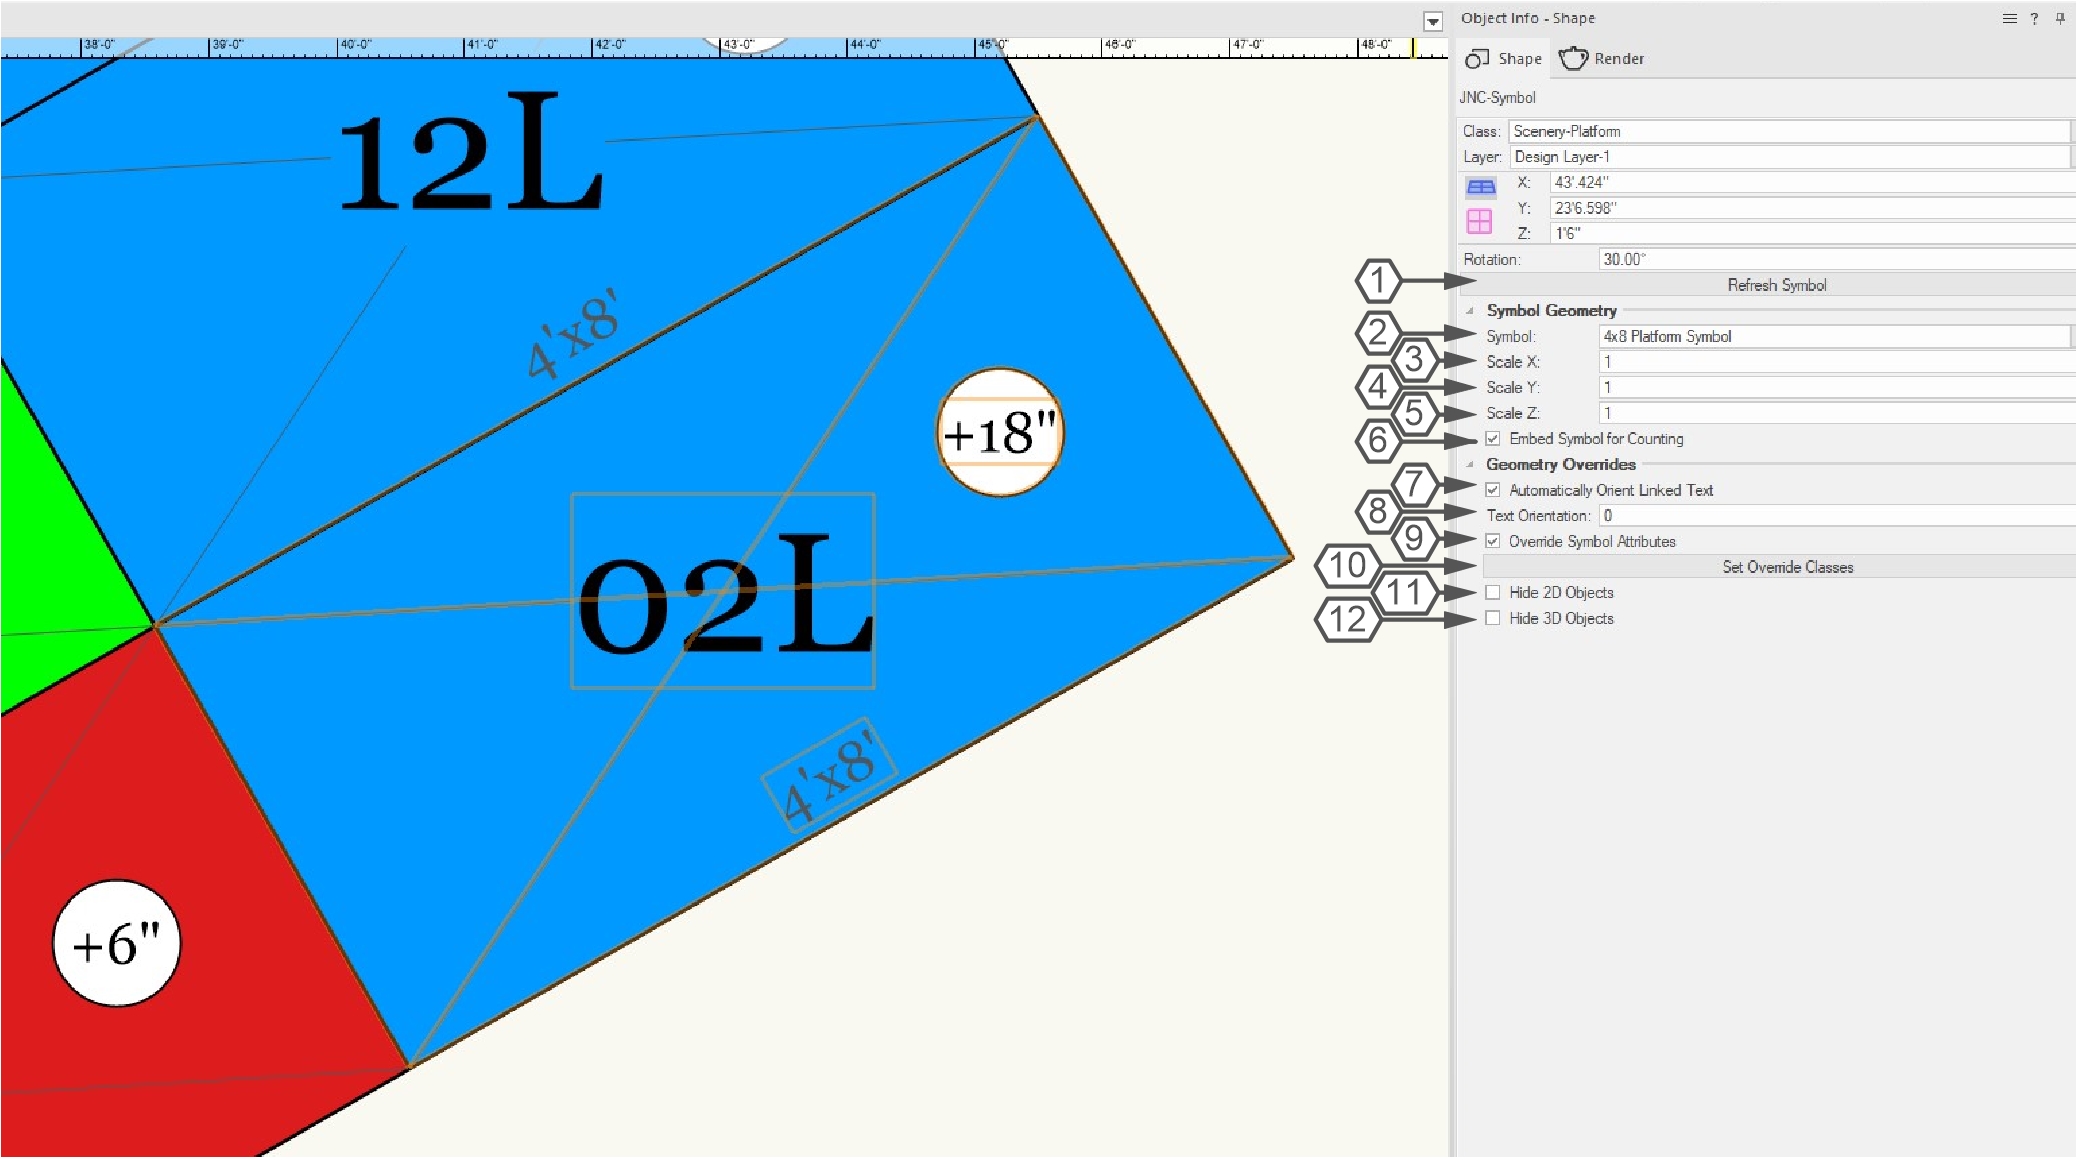 Object Info - Shape
?
38'-0"
39'-0"
40'-0"
41'-0"
42'-0"
43'-0"
44'-0"
45'-0"
46'-0"
47'-0"
48'-0"
Shape
Render
JNC-Symbol
Class: Scenery-Platform
Layer: Design Layer-1
X: 43'.424"
Y: 23'6.598"
Z: 1'6"
Rotation: 30.00°
1 Refresh Symbol
Symbol Geometry
2 Symbol: 4x8 Platform Symbol
3 Scale X: 1
4 Scale Y: 1
5 Scale Z: 1
6 Embed Symbol for Counting
Geometry Overrides
7 Automatically Orient Linked Text
8 Text Orientation: 0
9 Override Symbol Attributes
10 Set Override Classes
11 Hide 2D Objects
12 Hide 3D Objects
12L
4'x8'
+18"
02L
4'x8'
+6"